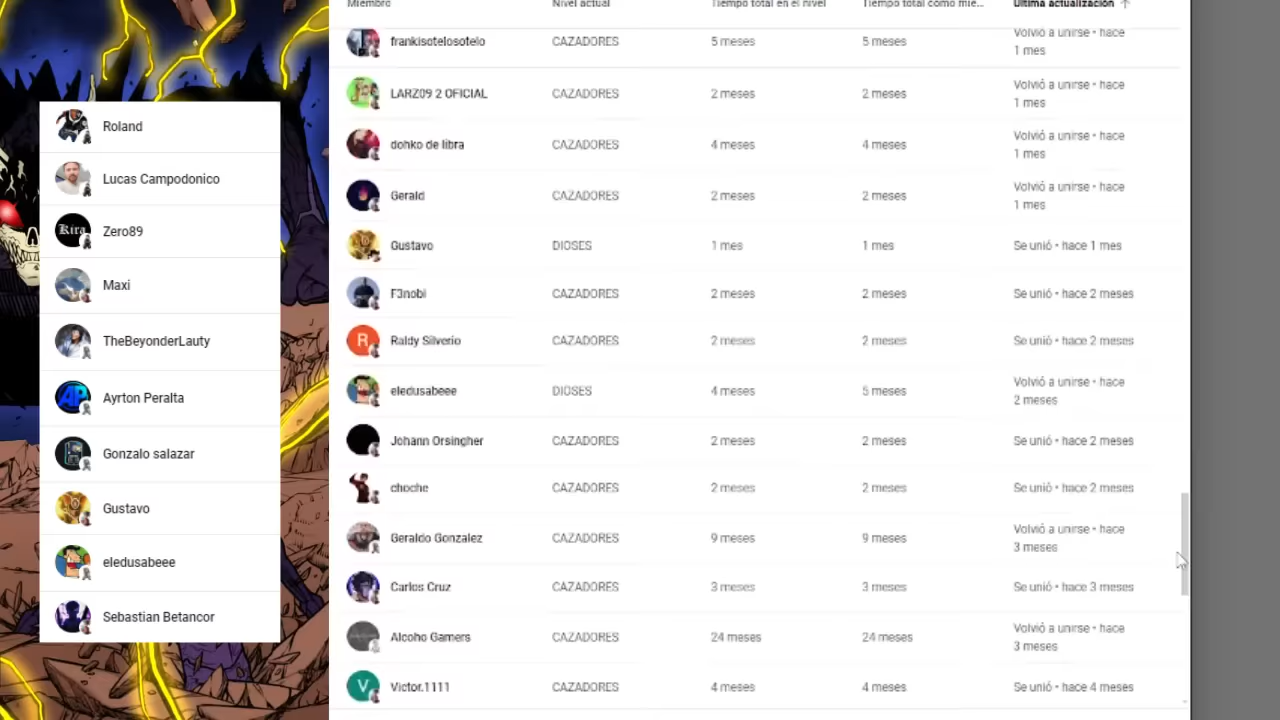 Miembro Nivel actual Tiempo total en el nivel Tiempo total como mie... Última actualización ↑
Roland
Lucas Campodonico
Kira
Zero89
Maxi
TheBeyonderLauty
AP
Ayrton Peralta
Gonzalo salazar
Gustavo
eledusabeee
Sebastian Betancor
frankisotelosotelo CAZADORES 5 meses 5 meses Volvió a unirse • hace
1 mes
LARZ09 2 OFICIAL CAZADORES 2 meses 2 meses Volvió a unirse • hace
1 mes
dohko de libra CAZADORES 4 meses 4 meses Volvió a unirse • hace
1 mes
Gerald CAZADORES 2 meses 2 meses Volvió a unirse • hace
1 mes
Gustavo DIOSES 1 mes 1 mes Se unió • hace 1 mes
F3nobi CAZADORES 2 meses 2 meses Se unió • hace 2 meses
R Raldy Silverio CAZADORES 2 meses 2 meses Se unió • hace 2 meses
eledusabeee DIOSES 4 meses 5 meses Volvió a unirse • hace
2 meses
Johann Orsingher CAZADORES 2 meses 2 meses Se unió • hace 2 meses
choche CAZADORES 2 meses 2 meses Se unió • hace 2 meses
Geraldo Gonzalez CAZADORES 9 meses 9 meses Volvió a unirse • hace
3 meses
Carlos Cruz CAZADORES 3 meses 3 meses Se unió • hace 3 meses
Alcoho Gamers CAZADORES 24 meses 24 meses Volvió a unirse • hace
3 meses
V Victor.1111 CAZADORES 4 meses 4 meses Se unió • hace 4 meses